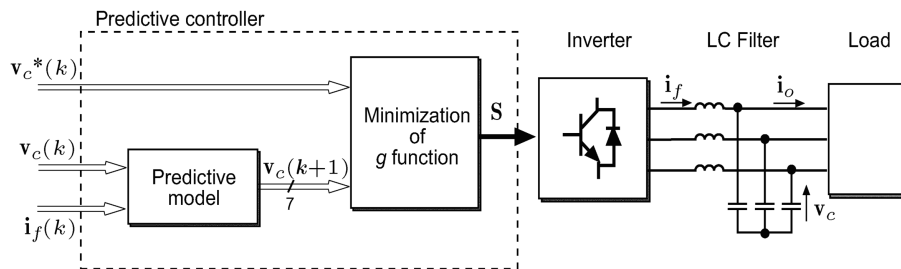 Predictive controller
Inverter
LC Filter
Load
v_c*(k)
i_f
i_o
Minimization
of
g function
S
v_c(k)
Predictive
model
v_c(k+1)
7
i_f(k)
v_c